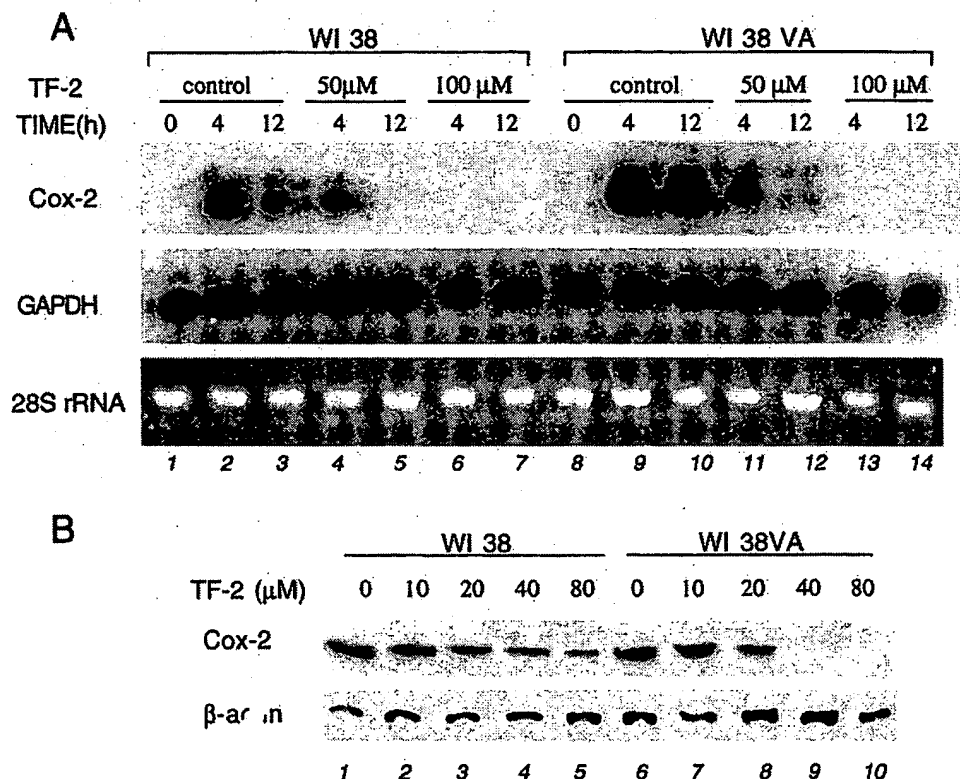 A
WI 38 WI 38 VA
TF-2 control 50µM 100 µM control 50 µM 100 µM
TIME(h) 0 4 12 4 12 4 12 0 4 12 4 12 4 12
Cox-2
GAPDH
28S rRNA
1 2 3 4 5 6 7 8 9 10 11 12 13 14
B
WI 38 WI 38VA
TF-2 (µM) 0 10 20 40 80 0 10 20 40 80
Cox-2
1 2 3 4 5 6 7 8 9 10